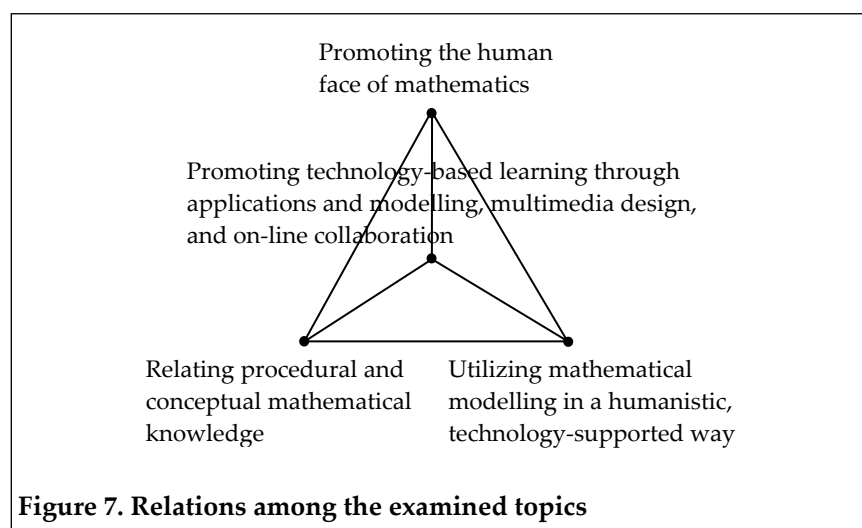 Promoting the human
face of mathematics
Promoting technology-based learning through
applications and modelling, multimedia design,
and on-line collaboration
Relating procedural and
conceptual mathematical
knowledge
Utilizing mathematical
modelling in a humanistic,
technology-supported way
Figure 7. Relations among the examined topics